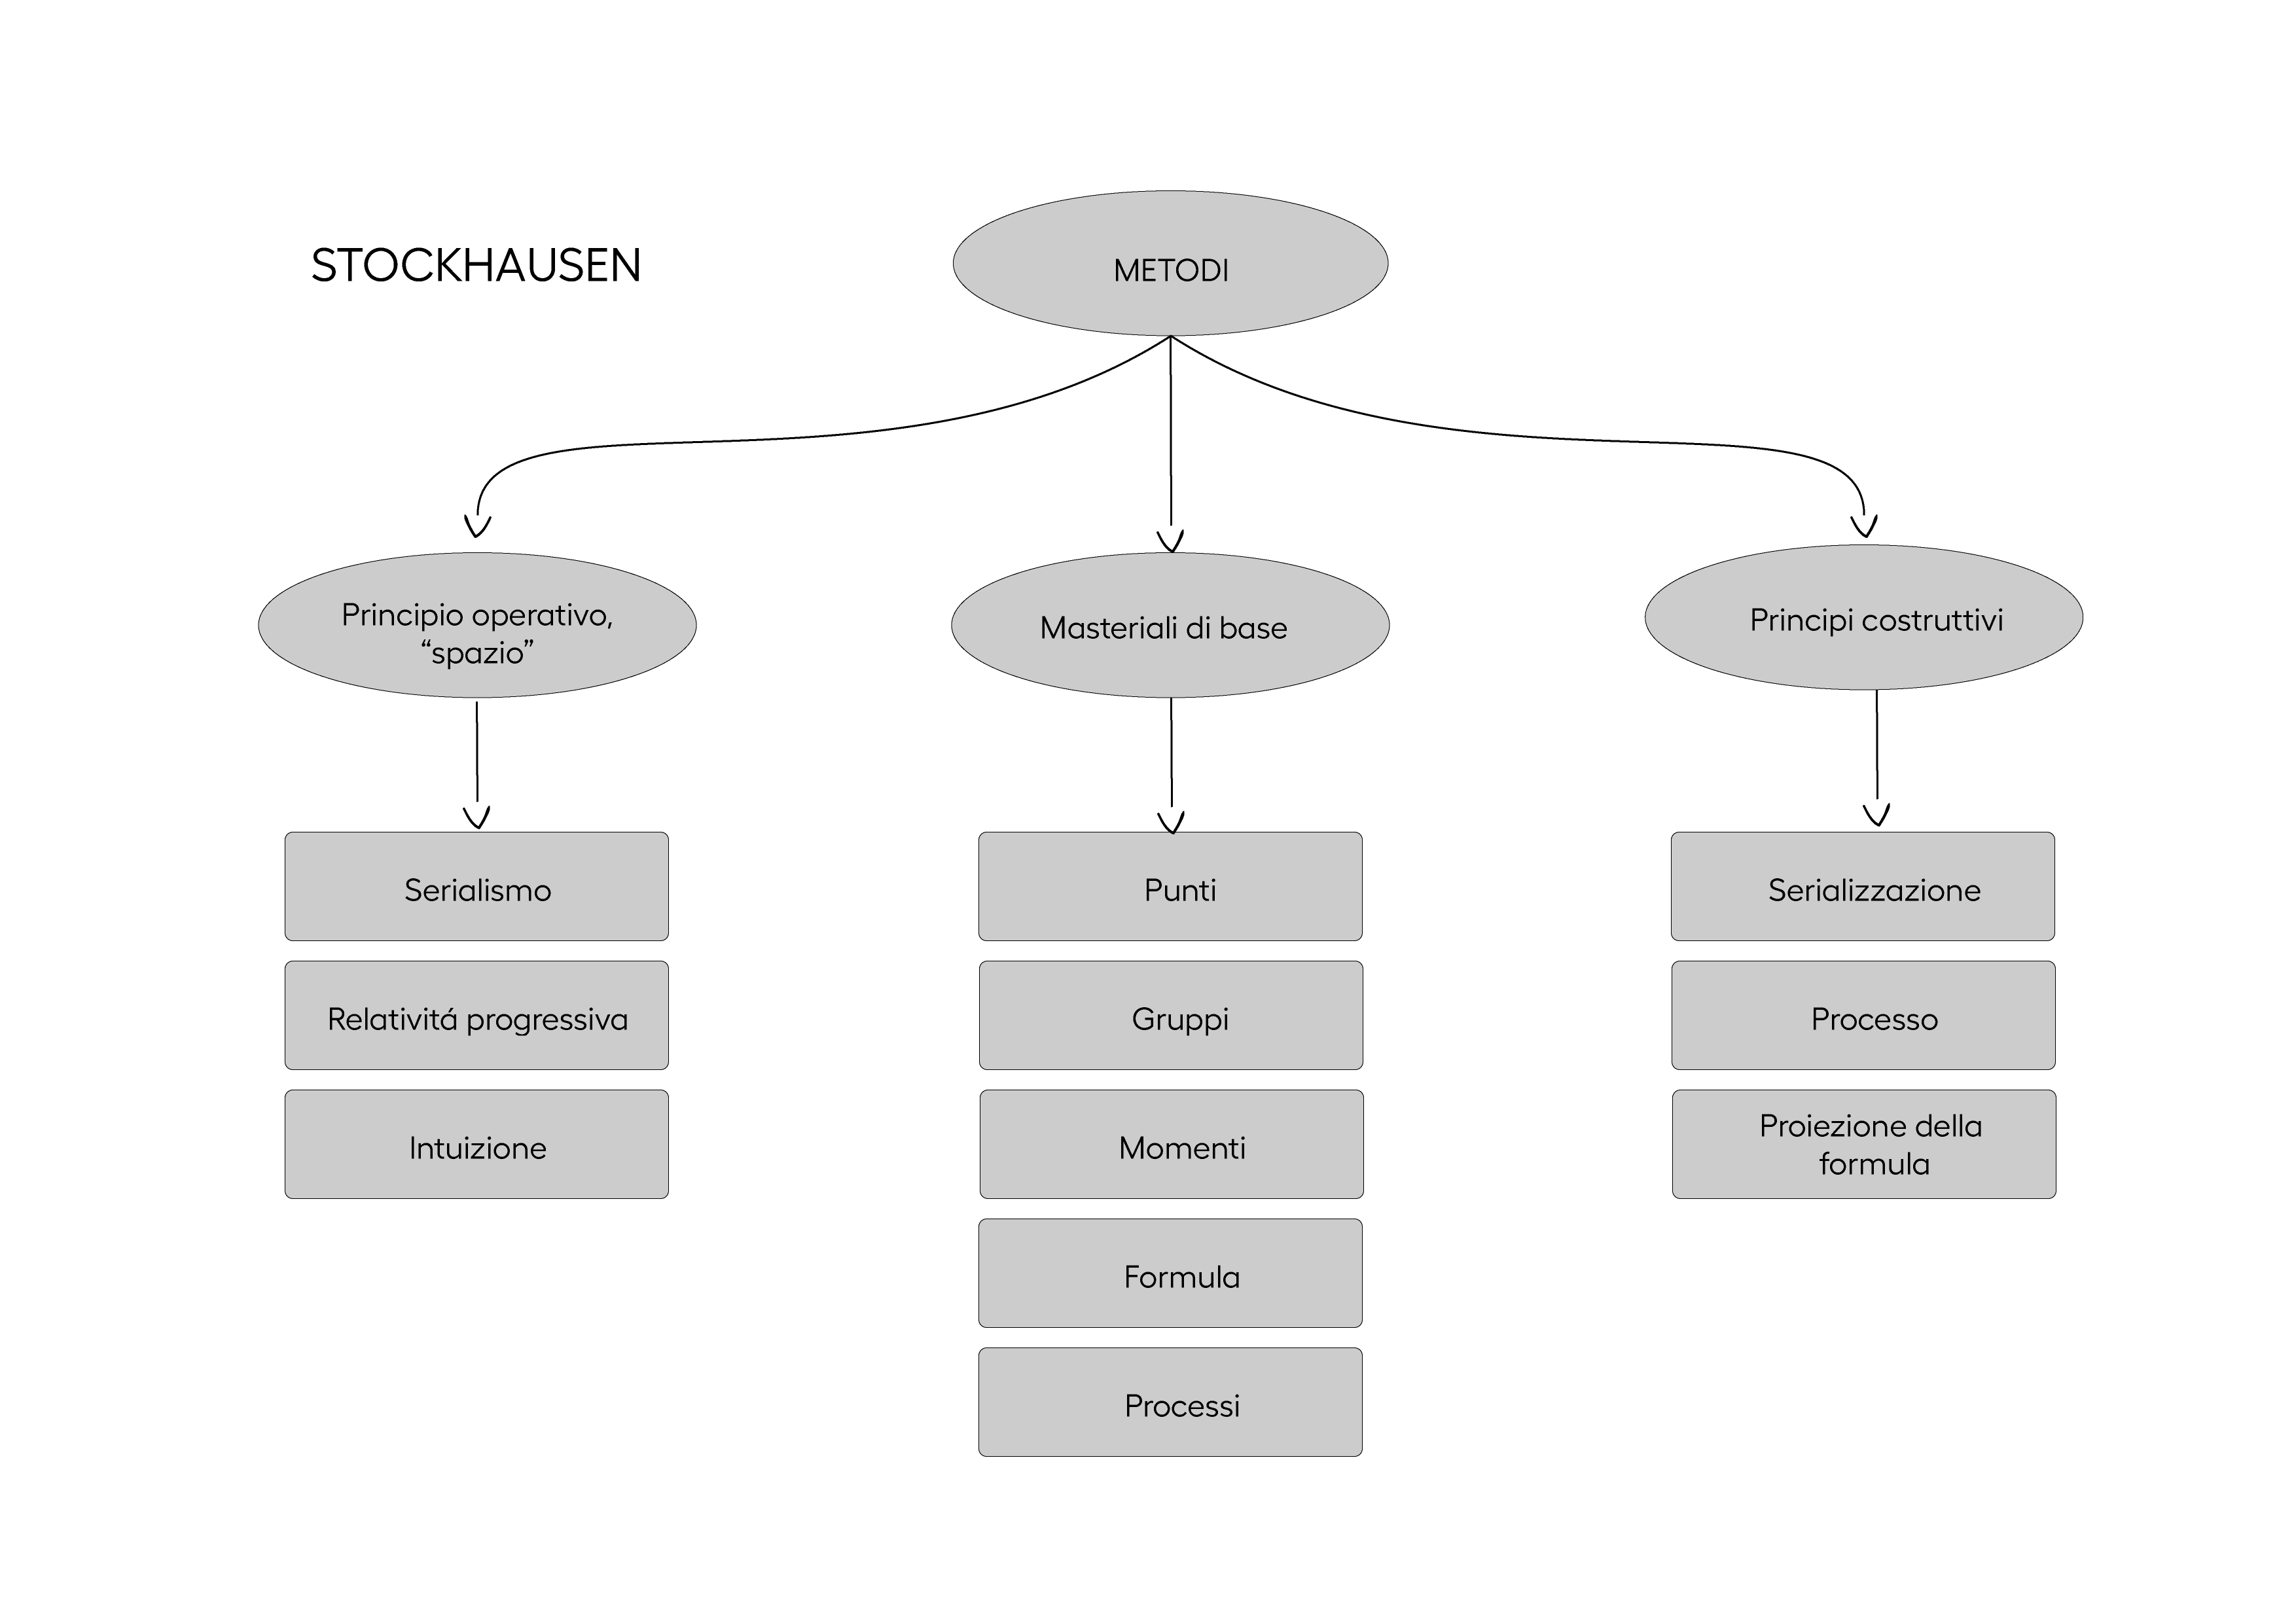 STOCKHAUSEN
METODI
Principio operativo,
“spazio”
Masteriali di base
Principi costruttivi
Serialismo
Relativitá progressiva
Intuizione
Punti
Gruppi
Momenti
Formula
Processi
Serializzazione
Processo
Proiezione della
formula